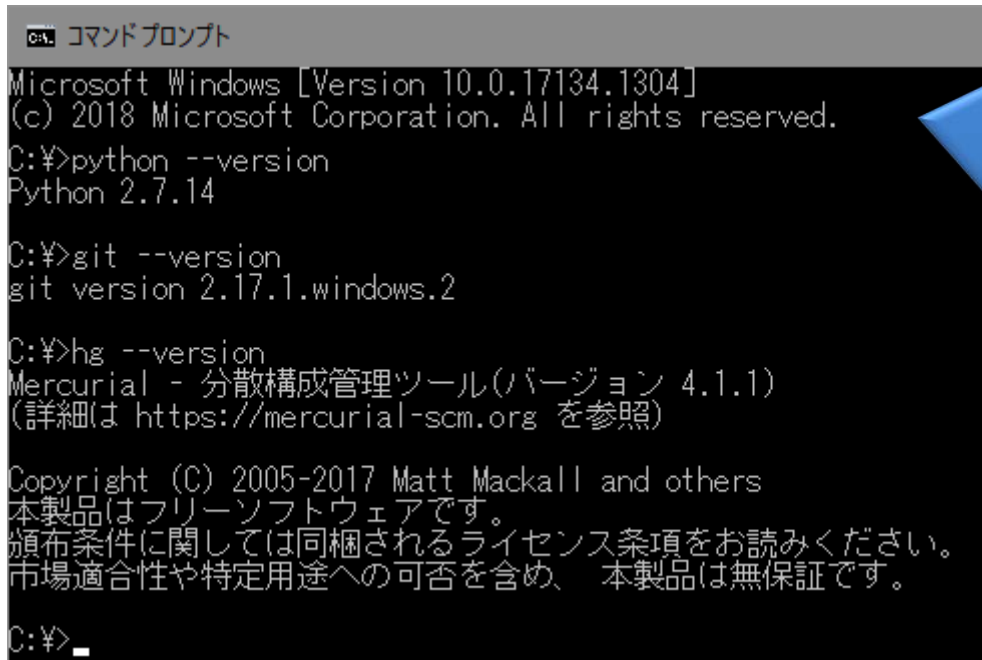 コマンド プロンプト
Microsoft Windows [Version 10.0.17134.1304]
(c) 2018 Microsoft Corporation. All rights reserved.
C:¥>python --version
Python 2.7.14
C:¥>git --version
git version 2.17.1.windows.2
C:¥>hg --version
Mercurial - 分散構成管理ツール(バージョン 4.1.1)
(詳細は https://mercurial-scm.org を参照)
Copyright (C) 2005-2017 Matt Mackall and others
本製品はフリーソフトウェアです。
頒布条件に関しては同梱されるライセンス条項をお読みください。
市場適合性や特定用途への可否を含め、 本製品は無保証です。
C:¥>